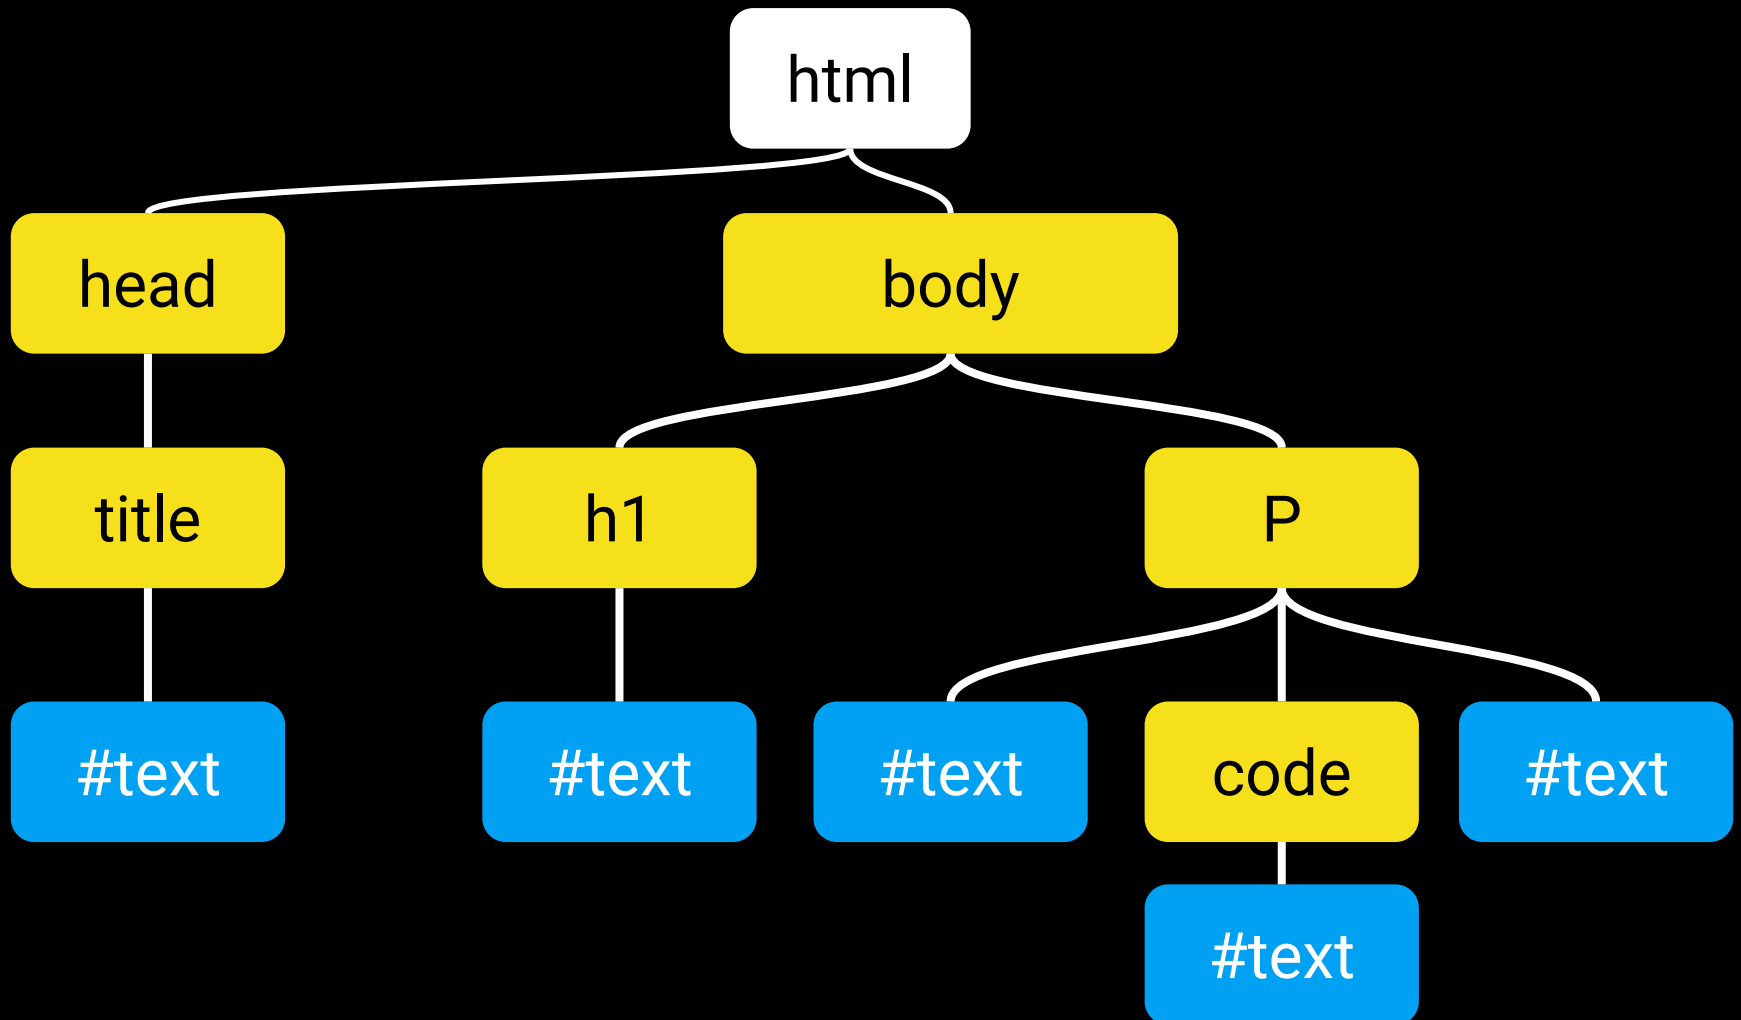 html
head
body
title
h1
P
#text
#text
#text
code
#text
#text